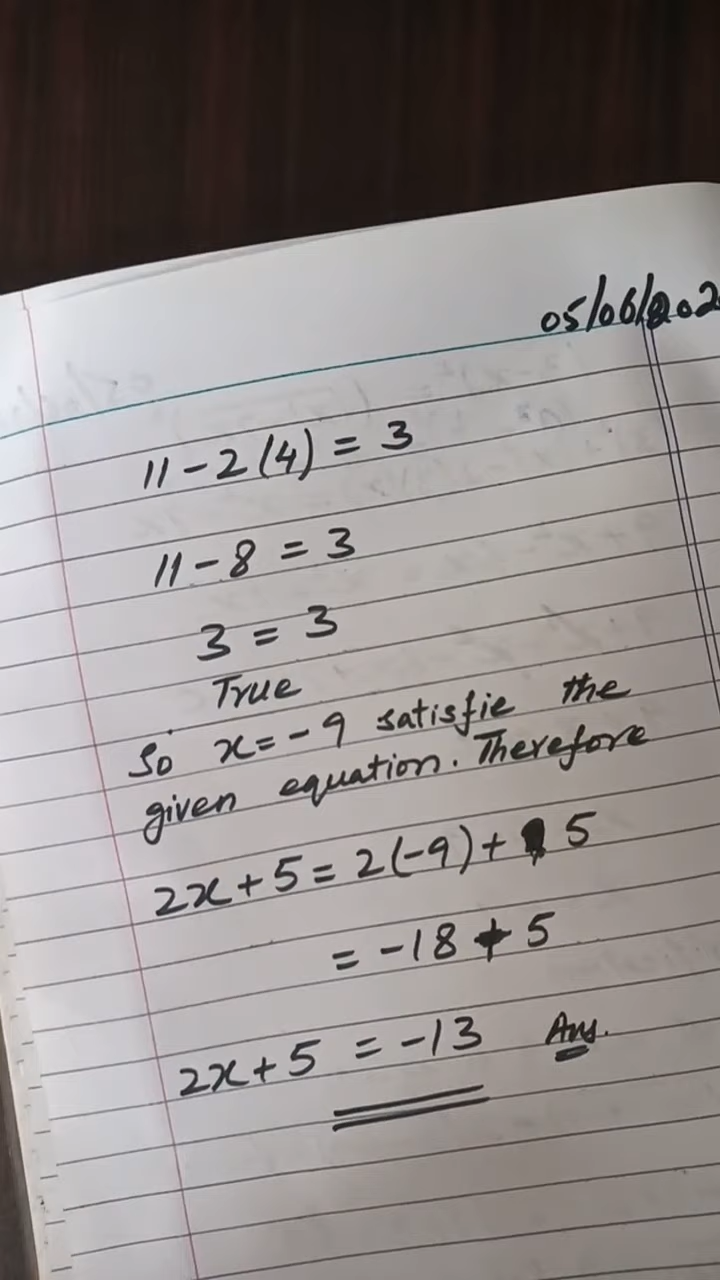 05/06/202
11-2(4) = 3
11-8 = 3
3 = 3
True
So x=-9 satisfie the
given equation. Therefore
2x+5=2(-9)+ 5
= -18+5
2x+5 = -13 Ans.